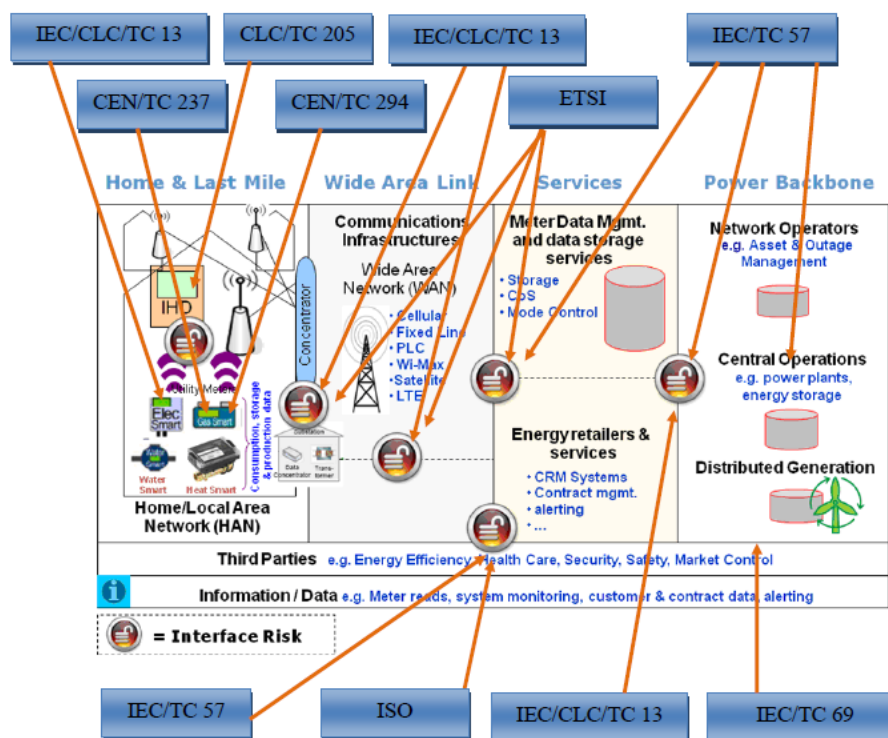 IEC/CLC/TC 13
CLC/TC 205
IEC/CLC/TC 13
IEC/TC 57
CEN/TC 237
CEN/TC 294
ETSI
Home & Last Mile
Wide Area Link
Services
Power Backbone
IHD
Utility Meters
Elec
Smart
Gas Smart
Water
Smart
Water
Smart
Heat Smart
Consumption, storage
& production data
Home/Local Area
Network (HAN)
Concentrator
Substation
Data
Concentrator
Trans-
former
Communications
Infrastructures
Wide Area
Network (WAN)
• Cellular
• Fixed Line
• PLC
• Wi-Max
• Satellite
• LTE
Meter Data Mgmt.
and data storage
services
• Storage
• CoS
• Mode Control
Energy retailers &
services
• CRM Systems
• Contract mgmt.
• alerting
• ...
Network Operators
e.g. Asset & Outage
Management
Central Operations
e.g. power plants,
energy storage
Distributed Generation
Third Parties e.g. Energy Efficiency, Health Care, Security, Safety, Market Control
i
Information / Data e.g. Meter reads, system monitoring, customer & contract data, alerting
= Interface Risk
IEC/TC 57
ISO
IEC/CLC/TC 13
IEC/TC 69